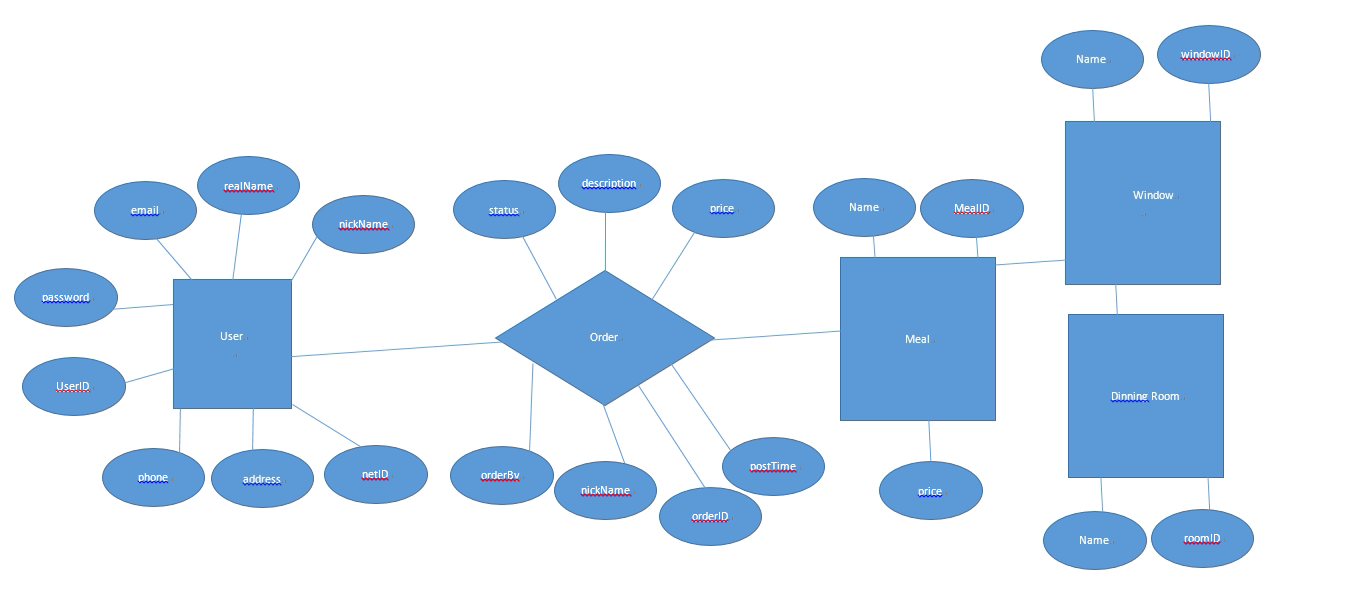 Name
windowID
realName
description
email
status
price
nickName
Name
MealID
Window
password
User
Order
Meal
UserID
Dinning Room
phone
address
netID
orderBy
nickName
postTime
orderID
price
Name
roomID